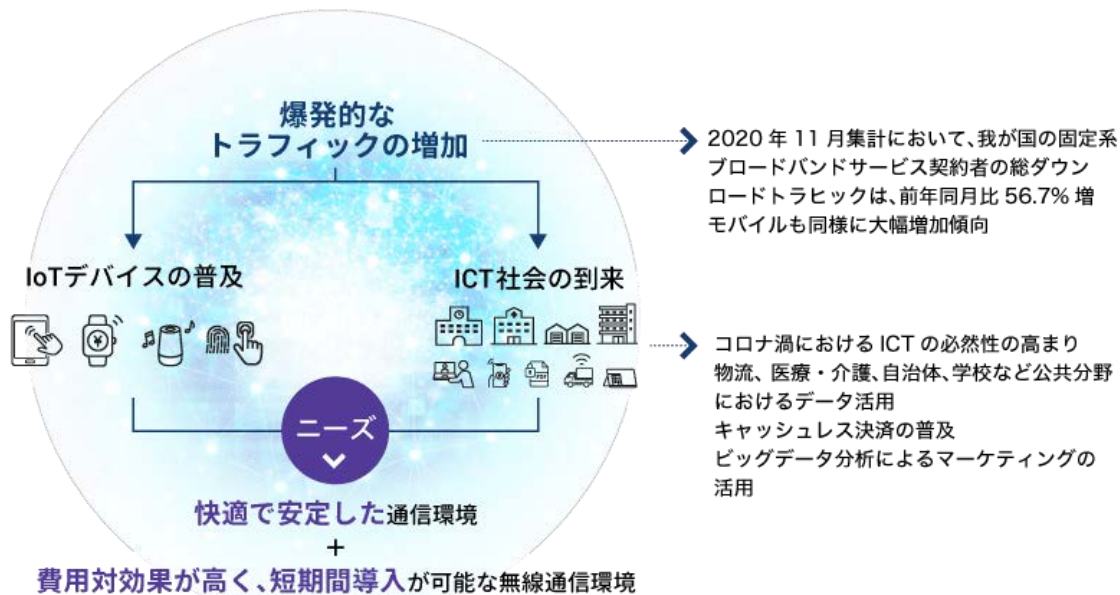 爆発的な
トラフィックの増加
2020 年 11 月集計において、我が国の固定系
ブロードバンドサービス契約者の総ダウン
ロードトラヒックは、前年同月比 56.7% 増
モバイルも同様に大幅増加傾向
IoTデバイスの普及
ICT社会の到来
コロナ渦における ICT の必然性の高まり
物流、医療・介護、自治体、学校など公共分野
におけるデータ活用
キャッシュレス決済の普及
ビッグデータ分析によるマーケティングの
活用
ニーズ
快適で安定した通信環境
+
費用対効果が高く、短期間導入が可能な無線通信環境